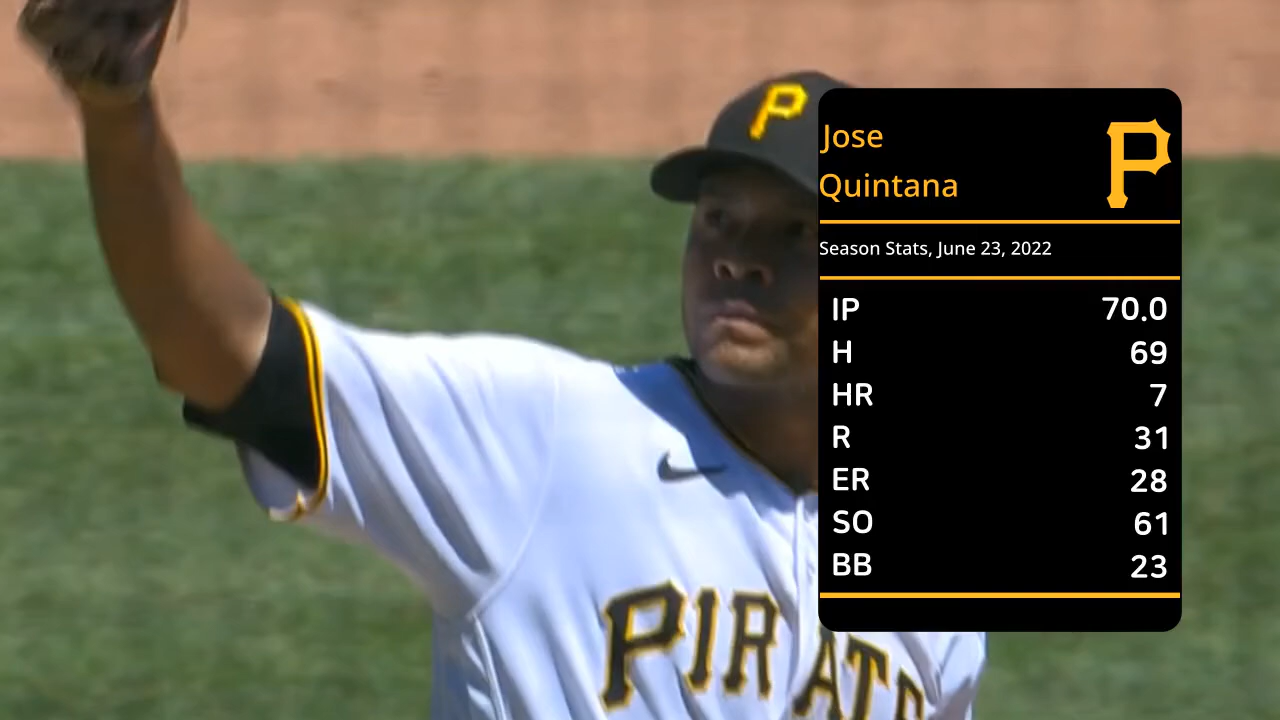 P
Jose P
Quintana
Season Stats, June 23, 2022
IP 70.0
H 69
HR 7
R 31
ER 28
SO 61
BB 23
PIRATE